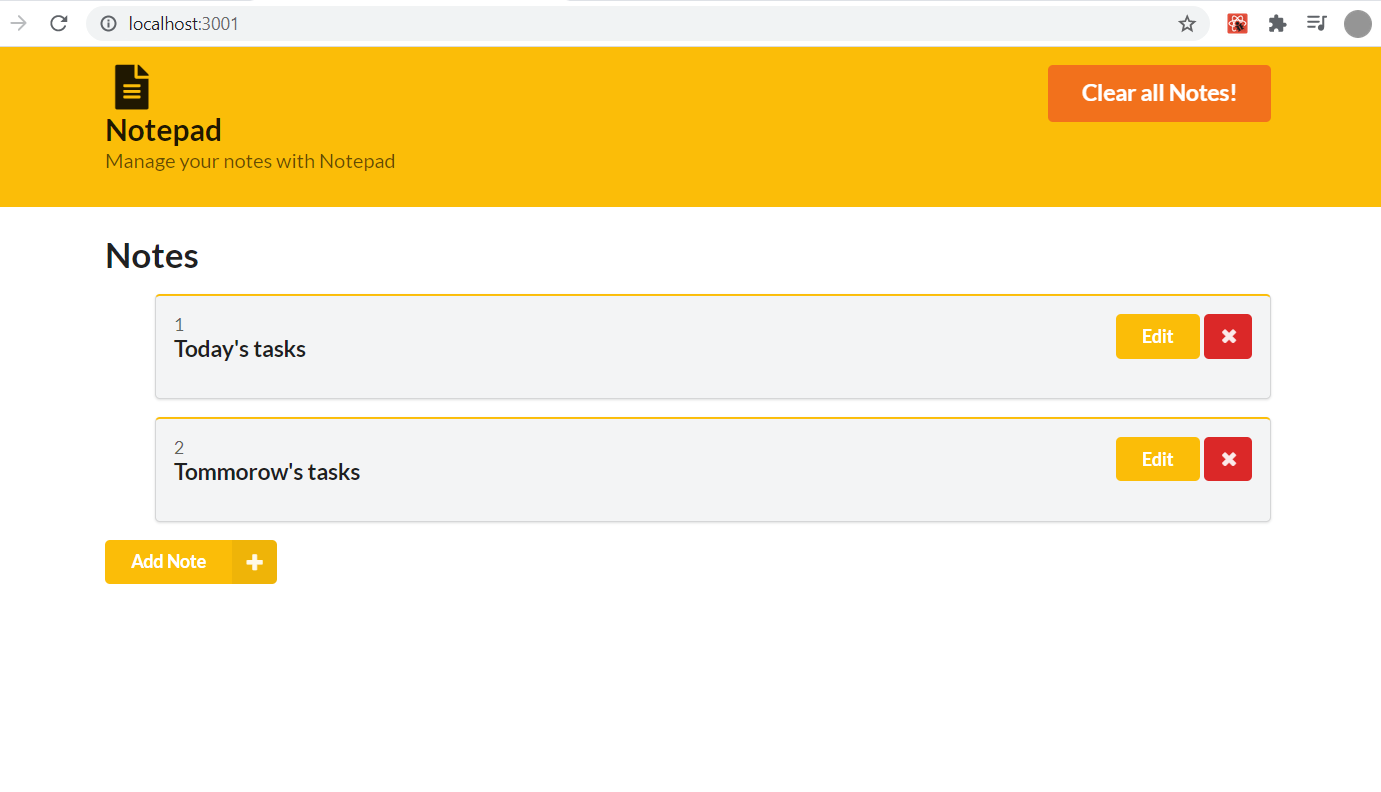 localhost:3001
Clear all Notes!
Notepad
Manage your notes with Notepad
Notes
1
Today's tasks
Edit
2
Tommorow's tasks
Edit
Add Note